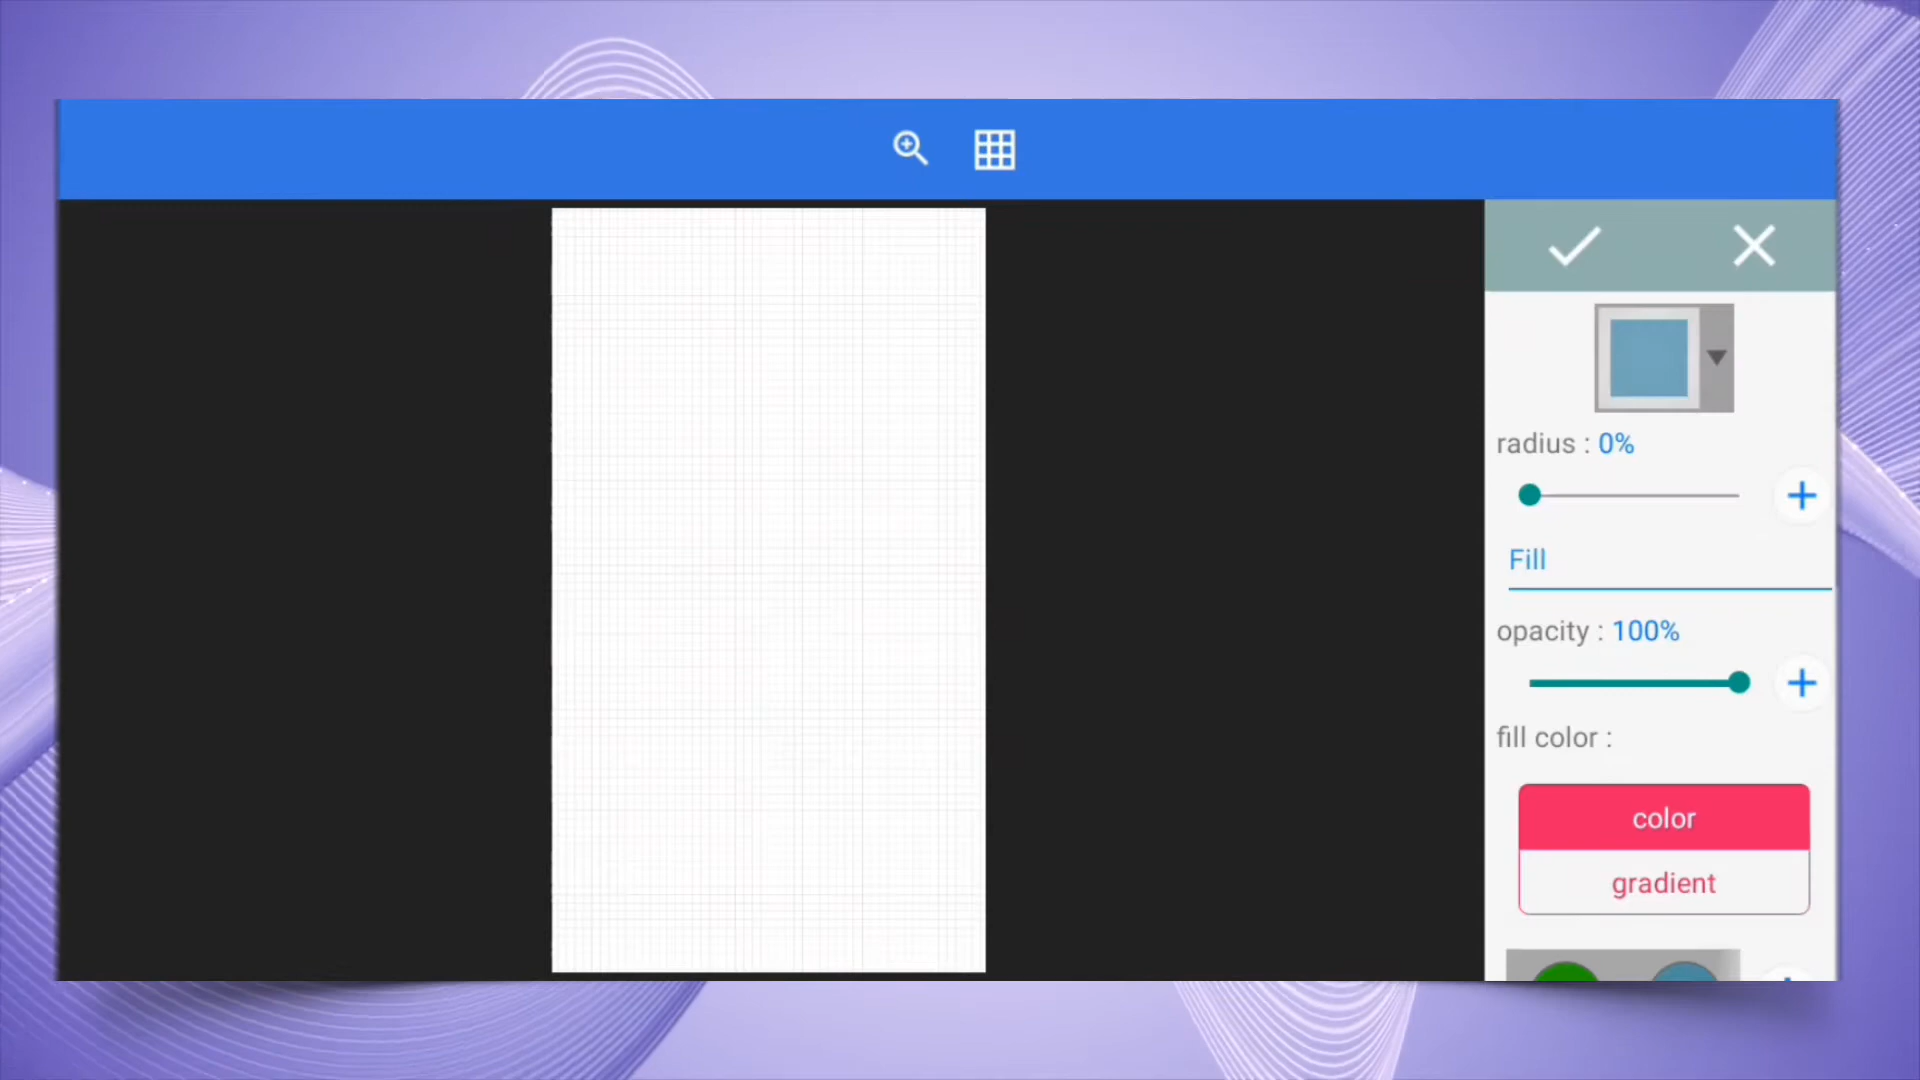 radius : 0%
Fill
opacity : 100%
fill color :
color
gradient